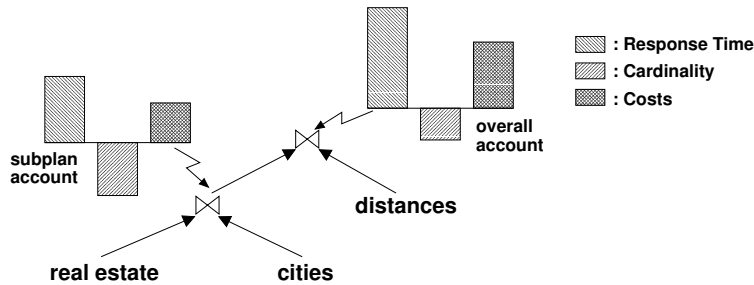 : Response Time
: Cardinality
: Costs
overall
account
subplan
account
distances
real estate
cities